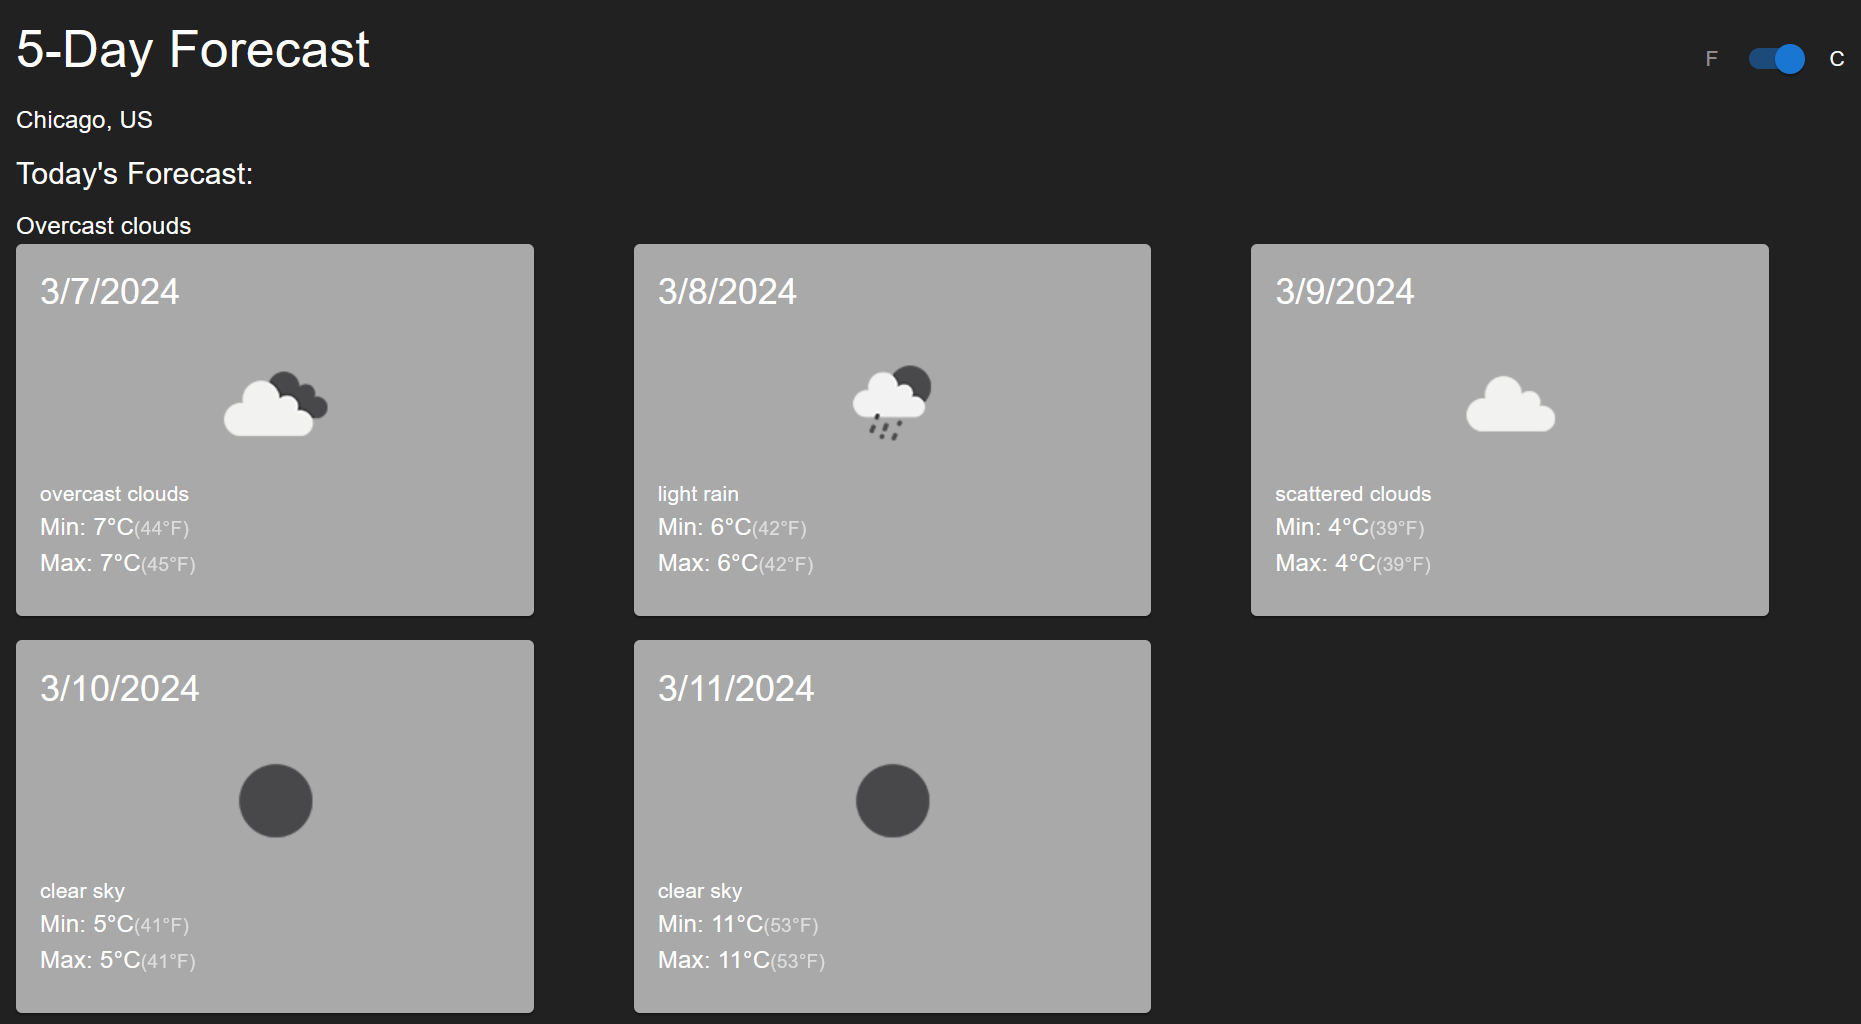 5-Day Forecast
F C
Chicago, US
Today's Forecast:
Overcast clouds
3/7/2024
overcast clouds
Min: 7°C(44°F)
Max: 7°C(45°F)
3/8/2024
light rain
Min: 6°C(42°F)
Max: 6°C(42°F)
3/9/2024
scattered clouds
Min: 4°C(39°F)
Max: 4°C(39°F)
3/10/2024
clear sky
Min: 5°C(41°F)
Max: 5°C(41°F)
3/11/2024
clear sky
Min: 11°C(53°F)
Max: 11°C(53°F)